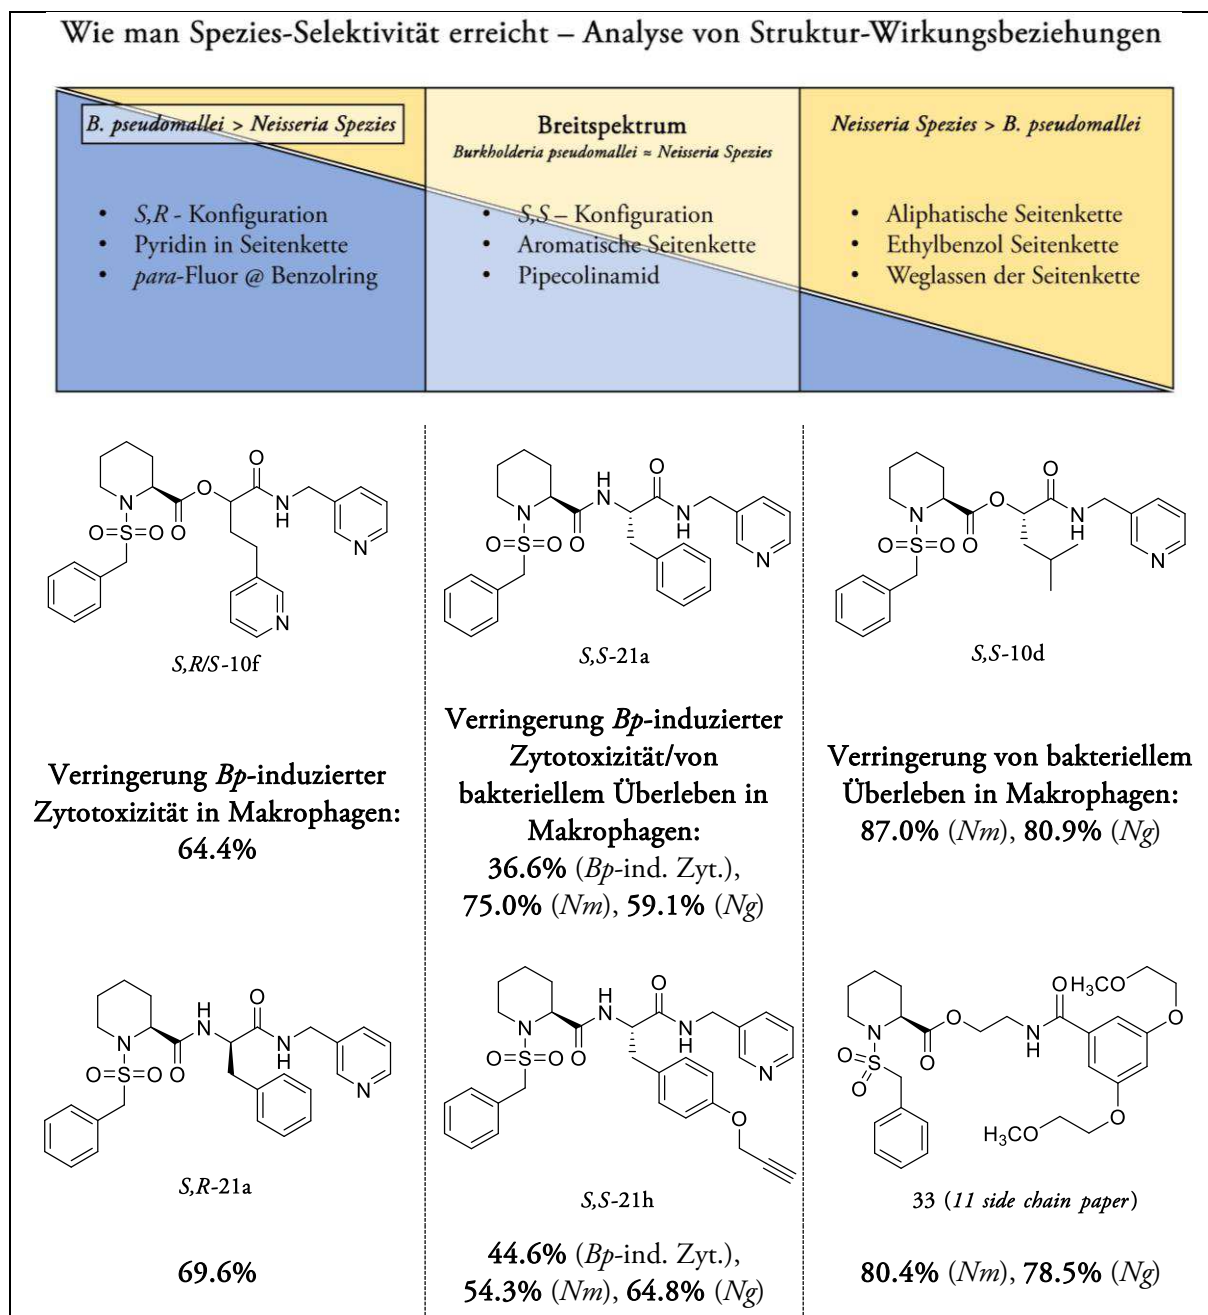 Wie man Spezies-Selektivität erreicht – Analyse von Struktur-Wirkungsbeziehungen
B. pseudomallei > Neisseria Spezies
• S,R - Konfiguration
• Pyridin in Seitenkette
• para-Fluor @ Benzolring
Breitspektrum
Burkholderia pseudomallei ≈ Neisseria Spezies
• S,S – Konfiguration
• Aromatische Seitenkette
• Pipecolinamid
Neisseria Spezies > B. pseudomallei
• Aliphatische Seitenkette
• Ethylbenzol Seitenkette
• Weglassen der Seitenkette
O
O
N
H
N
O
O=S=O
N
N
S,R/S-10f
H
N
O
N
H
N
O
O=S=O
N
S,S-21a
O
O
N
H
N
O
O=S=O
N
S,S-10d
Verringerung Bp-induzierter
Zytotoxizität in Makrophagen:
64.4%
Verringerung Bp-induzierter
Zytotoxizität/von
bakteriellem Überleben in
Makrophagen:
36.6% (Bp-ind. Zyt.),
75.0% (Nm), 59.1% (Ng)
Verringerung von bakteriellem
Überleben in Makrophagen:
87.0% (Nm), 80.9% (Ng)
H
N
O
N
H
N
O
O=S=O
N
S,R-21a
H
N
O
N
H
N
O
O=S=O
N
O
S,S-21h
O
H₃CO
O
N
O
N
H
O=S
O
O
O
H₃CO
33 (11 side chain paper)
69.6%
44.6% (Bp-ind. Zyt.),
54.3% (Nm), 64.8% (Ng)
80.4% (Nm), 78.5% (Ng)